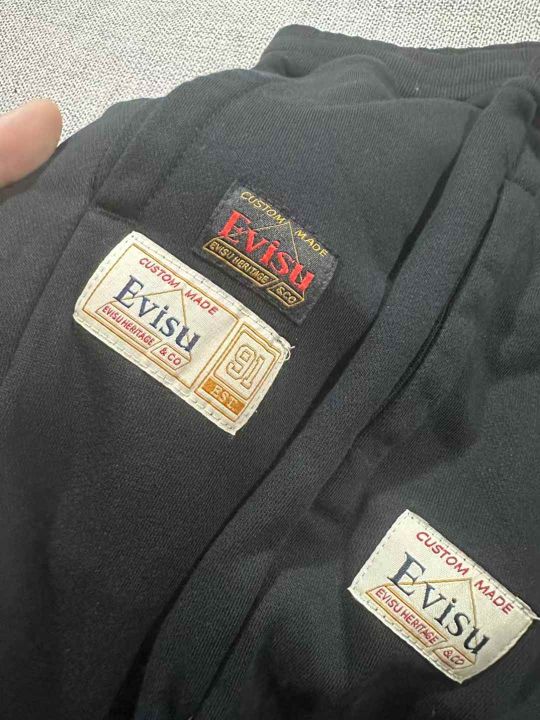 CUSTOM MADE
Evisu
EVISU HERITAGE & CO
CUSTOM MADE
Evisu
EVISU HERITAGE & CO
91
EST.
CUSTOM MADE
Evisu
EVISU HERITAGE & CO